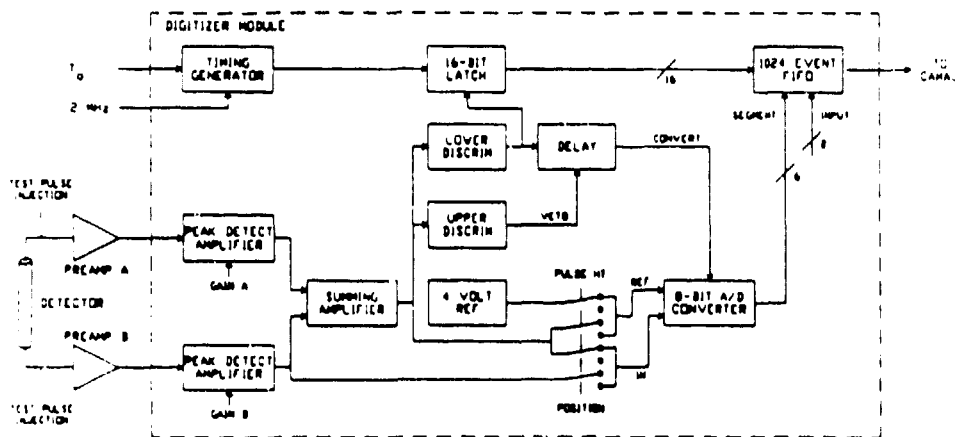 DIGITIZER MODULE
T₀
TIMING
GENERATOR
16-BIT
LATCH
16
1024 EVENT
FIFO
TO
2 MHz
SEGMENT
INPUT
2
LOWER
DISCRIM
DELAY
CONVERT
6
TEST PULSE
INJECTION
UPPER
DISCRIM
VETO
PEAK DETECT
AMPLIFIER
PREAMP A
GAIN A
PULSE HT
REF
DETECTOR
SUMMING
AMPLIFIER
4 VOLT
REF
8-BIT A/D
CONVERTER
PREAMP B
PEAK DETECT
AMPLIFIER
IN
TEST PULSE
INJECTION
GAIN B
POSITION